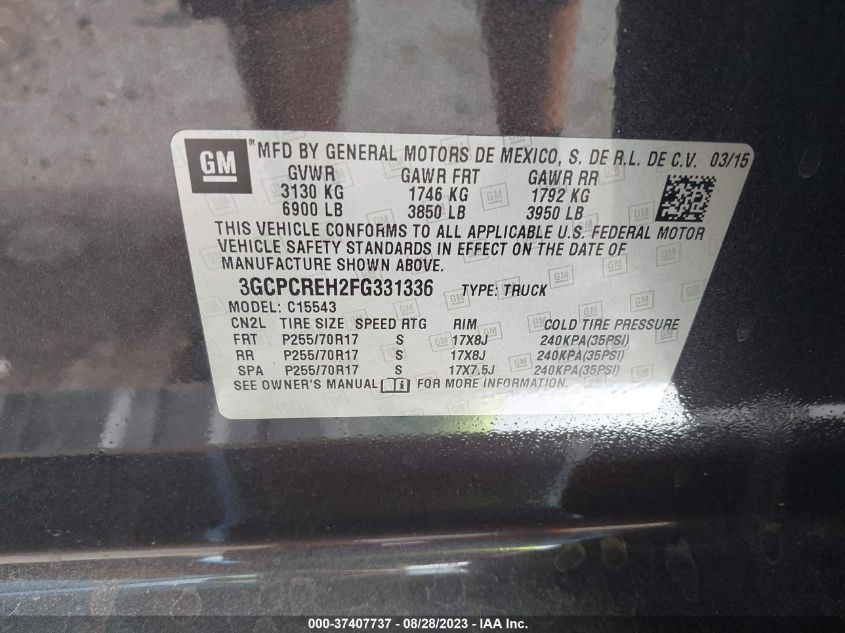 GM MFD BY GENERAL MOTORS DE MEXICO, S. DE R.L. DE C.V. 03/15
GVWR GAWR FRT GAWR RR
3130 KG 1746 KG 1792 KG
6900 LB 3850 LB 3950 LB
THIS VEHICLE CONFORMS TO ALL APPLICABLE U.S. FEDERAL MOTOR
VEHICLE SAFETY STANDARDS IN EFFECT ON THE DATE OF
MANUFACTURE SHOWN ABOVE.
3GCPCREH2FG331336 TYPE: TRUCK
MODEL: C15543
CN2L TIRE SIZE SPEED RTG RIM COLD TIRE PRESSURE
FRT P255/70R17 S 17X8J 240KPA(35PSI)
RR P255/70R17 S 17X8J 240KPA(35PSI)
SPA P255/70R17 S 17X7.5J 240KPA(35PSI)
SEE OWNER'S MANUAL FOR MORE INFORMATION.
000-37407737 - 08/28/2023 - IAA Inc.